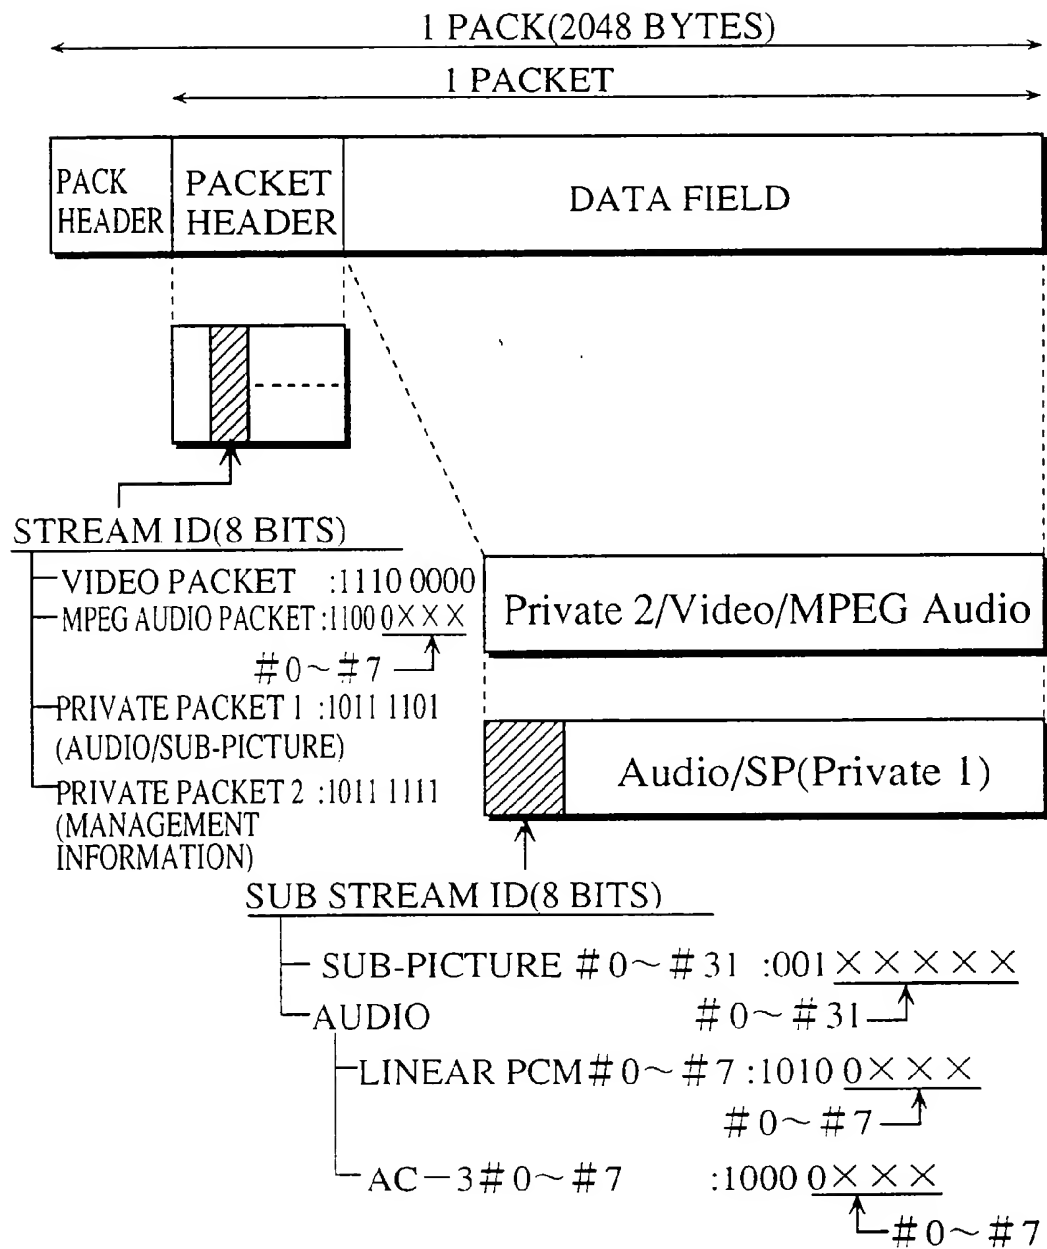 1 PACK(2048 BYTES)
1 PACKET
PACK HEADER
PACKET HEADER
DATA FIELD
STREAM ID(8 BITS)
VIDEO PACKET :1110 0000
MPEG AUDIO PACKET :1100 0×××
#0~#7
PRIVATE PACKET 1 :1011 1101
(AUDIO/SUB-PICTURE)
PRIVATE PACKET 2 :1011 1111
(MANAGEMENT
INFORMATION)
Private 2/Video/MPEG Audio
Audio/SP(Private 1)
SUB STREAM ID(8 BITS)
SUB-PICTURE #0~#31 :001×××××
#0~#31
AUDIO
LINEAR PCM#0~#7 :1010 0×××
#0~#7
AC-3#0~#7 :1000 0×××
#0~#7